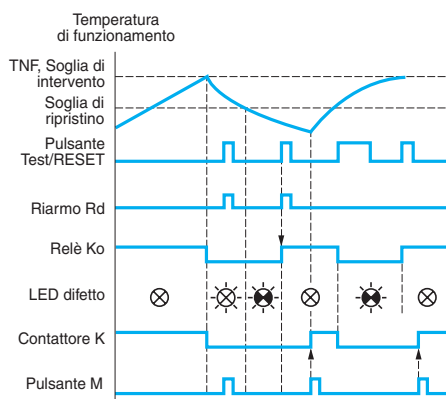 Temperatura
di funzionamento
TNF, Soglia di
intervento
Soglia di
ripristino
Pulsante
Test/RESET
Riarmo Rd
Relè Ko
LED difetto
Contattore K
Pulsante M